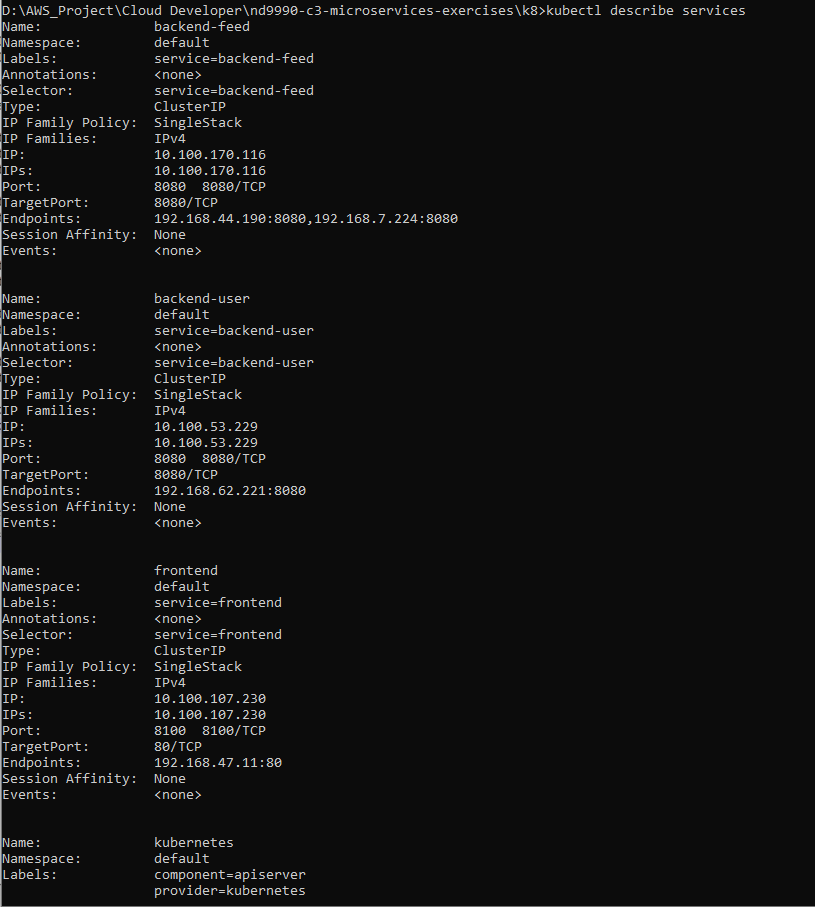 D:\AWS_Project\Cloud Developer\nd9990-c3-microservices-exercises\k8>kubectl describe services
Name:              backend-feed
Namespace:         default
Labels:            service=backend-feed
Annotations:       <none>
Selector:          service=backend-feed
Type:              ClusterIP
IP Family Policy:  SingleStack
IP Families:       IPv4
IP:                10.100.170.116
IPs:               10.100.170.116
Port:              8080  8080/TCP
TargetPort:        8080/TCP
Endpoints:         192.168.44.190:8080,192.168.7.224:8080
Session Affinity:  None
Events:            <none>
Name:              backend-user
Namespace:         default
Labels:            service=backend-user
Annotations:       <none>
Selector:          service=backend-user
Type:              ClusterIP
IP Family Policy:  SingleStack
IP Families:       IPv4
IP:                10.100.53.229
IPs:               10.100.53.229
Port:              8080  8080/TCP
TargetPort:        8080/TCP
Endpoints:         192.168.62.221:8080
Session Affinity:  None
Events:            <none>
Name:              frontend
Namespace:         default
Labels:            service=frontend
Annotations:       <none>
Selector:          service=frontend
Type:              ClusterIP
IP Family Policy:  SingleStack
IP Families:       IPv4
IP:                10.100.107.230
IPs:               10.100.107.230
Port:              8100  8100/TCP
TargetPort:        80/TCP
Endpoints:         192.168.47.11:80
Session Affinity:  None
Events:            <none>
Name:              kubernetes
Namespace:         default
Labels:            component=apiserver
                   provider=kubernetes